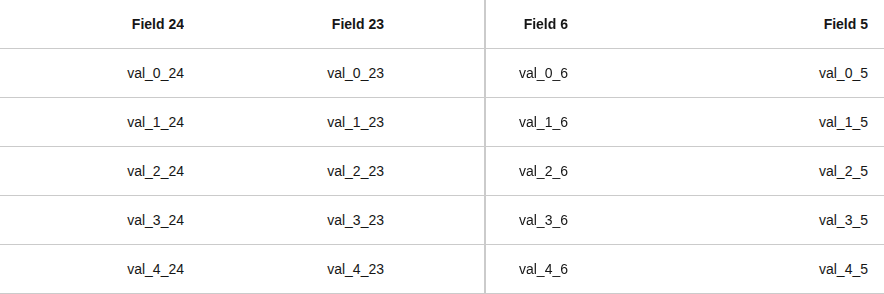 Field 24 Field 23 Field 6 Field 5
val_0_24 val_0_23 val_0_6 val_0_5
val_1_24 val_1_23 val_1_6 val_1_5
val_2_24 val_2_23 val_2_6 val_2_5
val_3_24 val_3_23 val_3_6 val_3_5
val_4_24 val_4_23 val_4_6 val_4_5